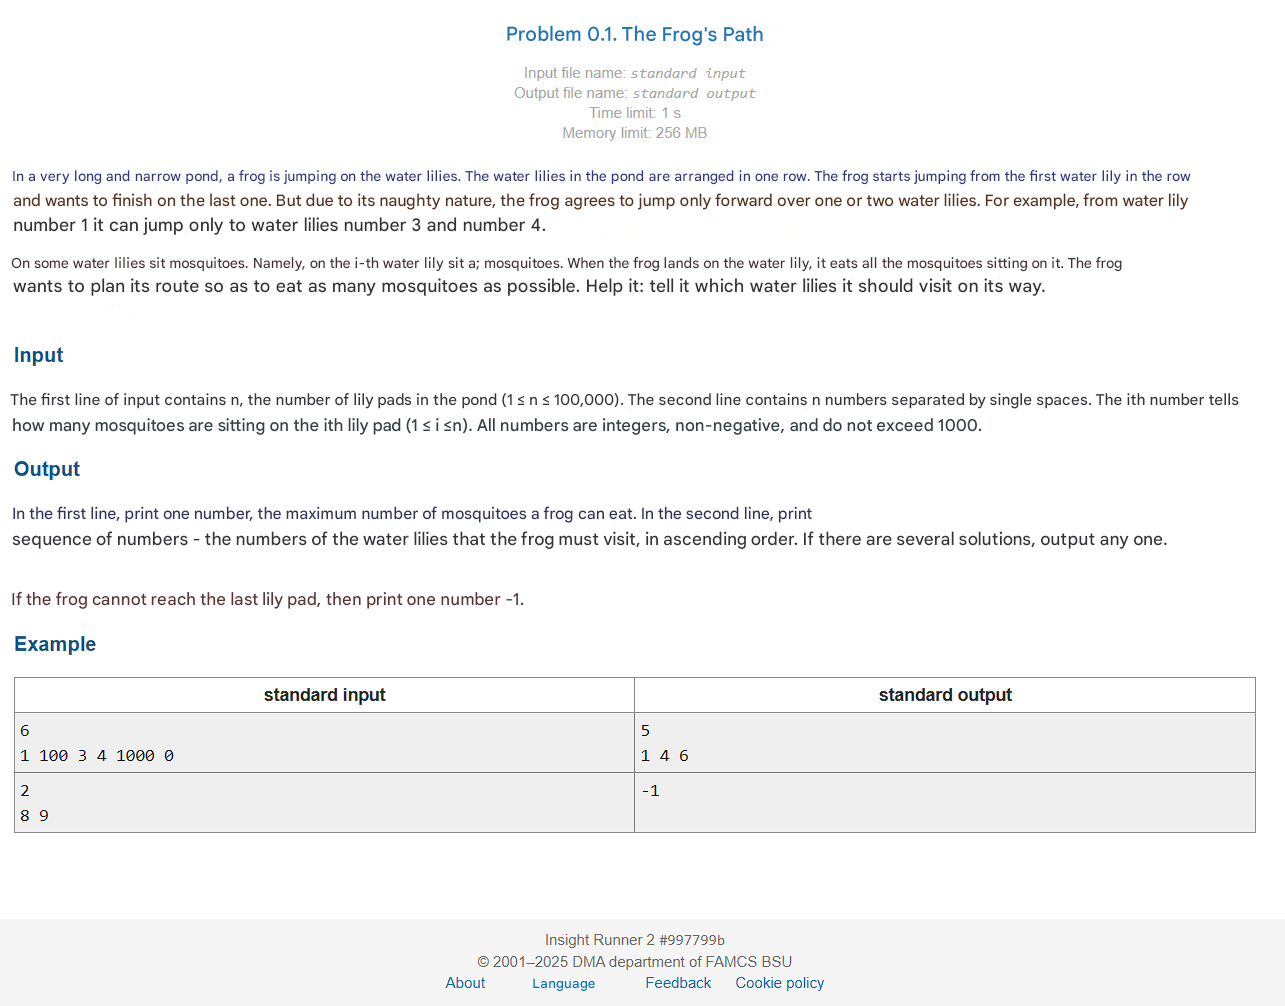 Problem 0.1. The Frog's Path
Input file name: standard input
Output file name: standard output
Time limit: 1 s
Memory limit: 256 MB
In a very long and narrow pond, a frog is jumping on the water lilies. The water lilies in the pond are arranged in one row. The frog starts jumping from the first water lily in the row
and wants to finish on the last one. But due to its naughty nature, the frog agrees to jump only forward over one or two water lilies. For example, from water lily
number 1 it can jump only to water lilies number 3 and number 4.
On some water lilies sit mosquitoes. Namely, on the i-th water lily sit a; mosquitoes. When the frog lands on the water lily, it eats all the mosquitoes sitting on it. The frog
wants to plan its route so as to eat as many mosquitoes as possible. Help it: tell it which water lilies it should visit on its way.
Input
The first line of input contains n, the number of lily pads in the pond (1 ≤ n ≤ 100,000). The second line contains n numbers separated by single spaces. The ith number tells
how many mosquitoes are sitting on the ith lily pad (1 ≤ i ≤n). All numbers are integers, non-negative, and do not exceed 1000.
Output
In the first line, print one number, the maximum number of mosquitoes a frog can eat. In the second line, print
sequence of numbers - the numbers of the water lilies that the frog must visit, in ascending order. If there are several solutions, output any one.
If the frog cannot reach the last lily pad, then print one number -1.
Example
standard input standard output
6 5
1 100 3 4 1000 0 1 4 6
2 -1
8 9
Insight Runner 2 #997799b
© 2001–2025 DMA department of FAMCS BSU
About Language Feedback Cookie policy